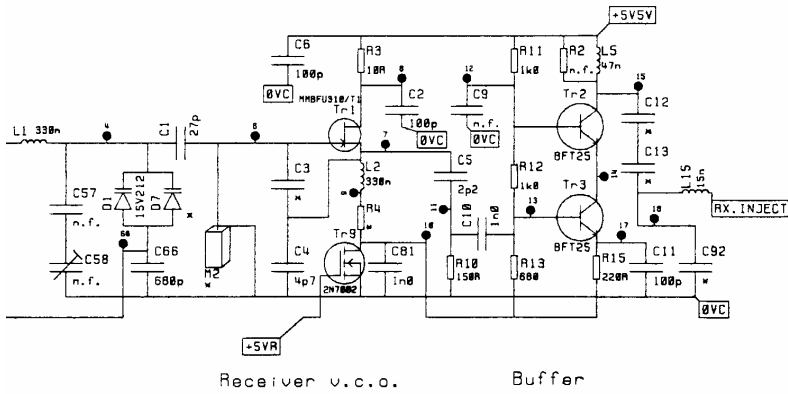 +5V5V
C6
100p
0VC
R3
10R
8
C2
100p
0VC
12
C9
n.f.
0VC
R11
1k0
R2
n.f.
L5
47n
15
MMBFU310/T1
Tr1
Tr2
BFT25
C12
*
C13
*
L1 330n
4
C1
27p
6
7
C3
*
L2
330n
9
R4
*
C5
2p2
11
C10
1n0
R12
1k0
13
14
Tr3
BFT25
L15
15n
RX.INJECT
C57
n.f.
D1
1SV212
D7
*
C58
n.f.
68
C66
680p
M2
*
C4
4p7
Tr9
2N7002
C81
1n0
10
R10
150R
R13
680
R15
220R
17
C11
100p
18
C92
*
0VC
+5VR
Receiver v.c.o.
Buffer